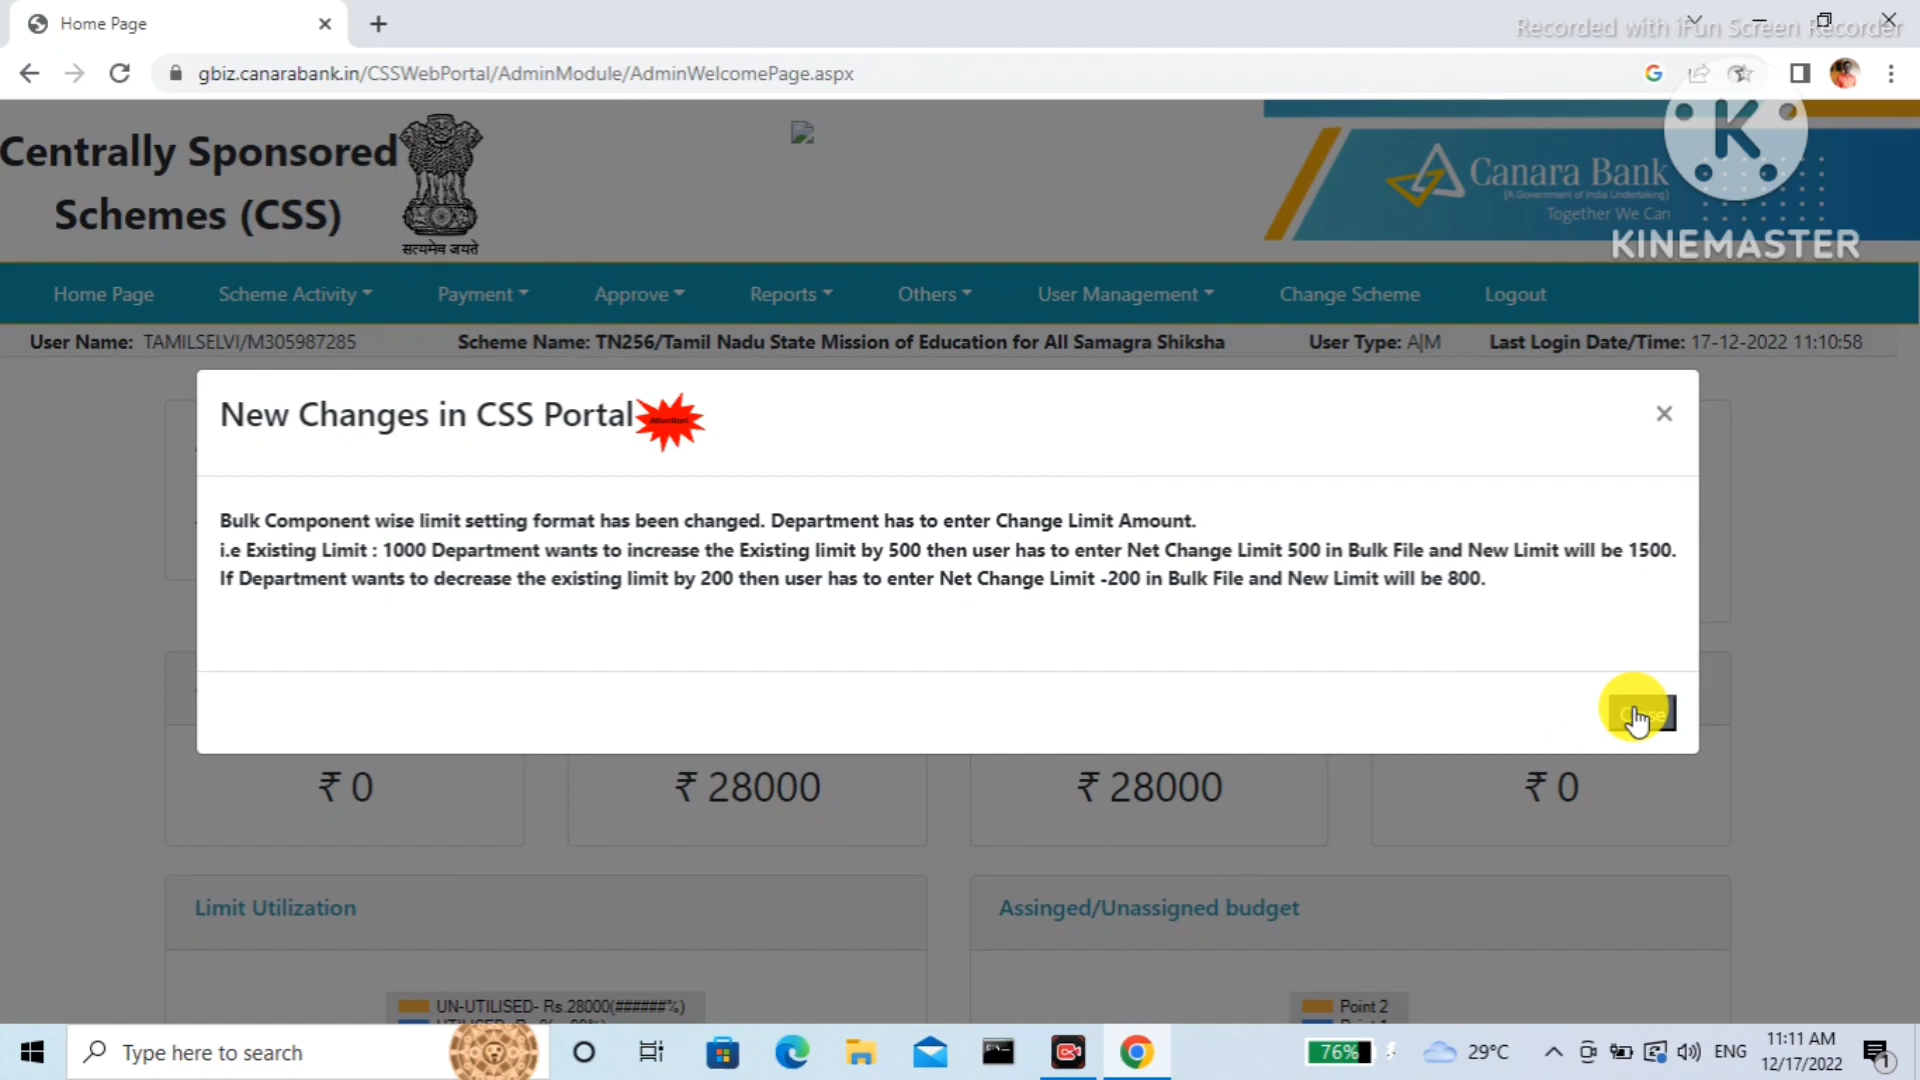 Home Page
Recorded with iFun Screen Recorder
gbiz.canarabank.in/CSSWebPortal/AdminModule/AdminWelcomePage.aspx
Centrally Sponsored
Schemes (CSS)
सत्यमेव जयते
Canara Bank
(A Government of India Undertaking)
Together We Can
K
KINEMASTER
Home Page Scheme Activity Payment Approve Reports Others User Management Change Scheme Logout
User Name: TAMILSELVI/M305987285 Scheme Name: TN256/Tamil Nadu State Mission of Education for All Samagra Shiksha User Type: A|M Last Login Date/Time: 17-12-2022 11:10:58
New Changes in CSS Portal
×
Bulk Component wise limit setting format has been changed. Department has to enter Change Limit Amount.
i.e Existing Limit : 1000 Department wants to increase the Existing limit by 500 then user has to enter Net Change Limit 500 in Bulk File and New Limit will be 1500.
If Department wants to decrease the existing limit by 200 then user has to enter Net Change Limit -200 in Bulk File and New Limit will be 800.
Close
₹ 0 ₹ 28000 ₹ 28000 ₹ 0
Limit Utilization Assinged/Unassigned budget
UN-UTILISED- Rs.28000(######%) Point 2
Type here to search 76% 29°C ENG 11:11 AM
12/17/2022 1